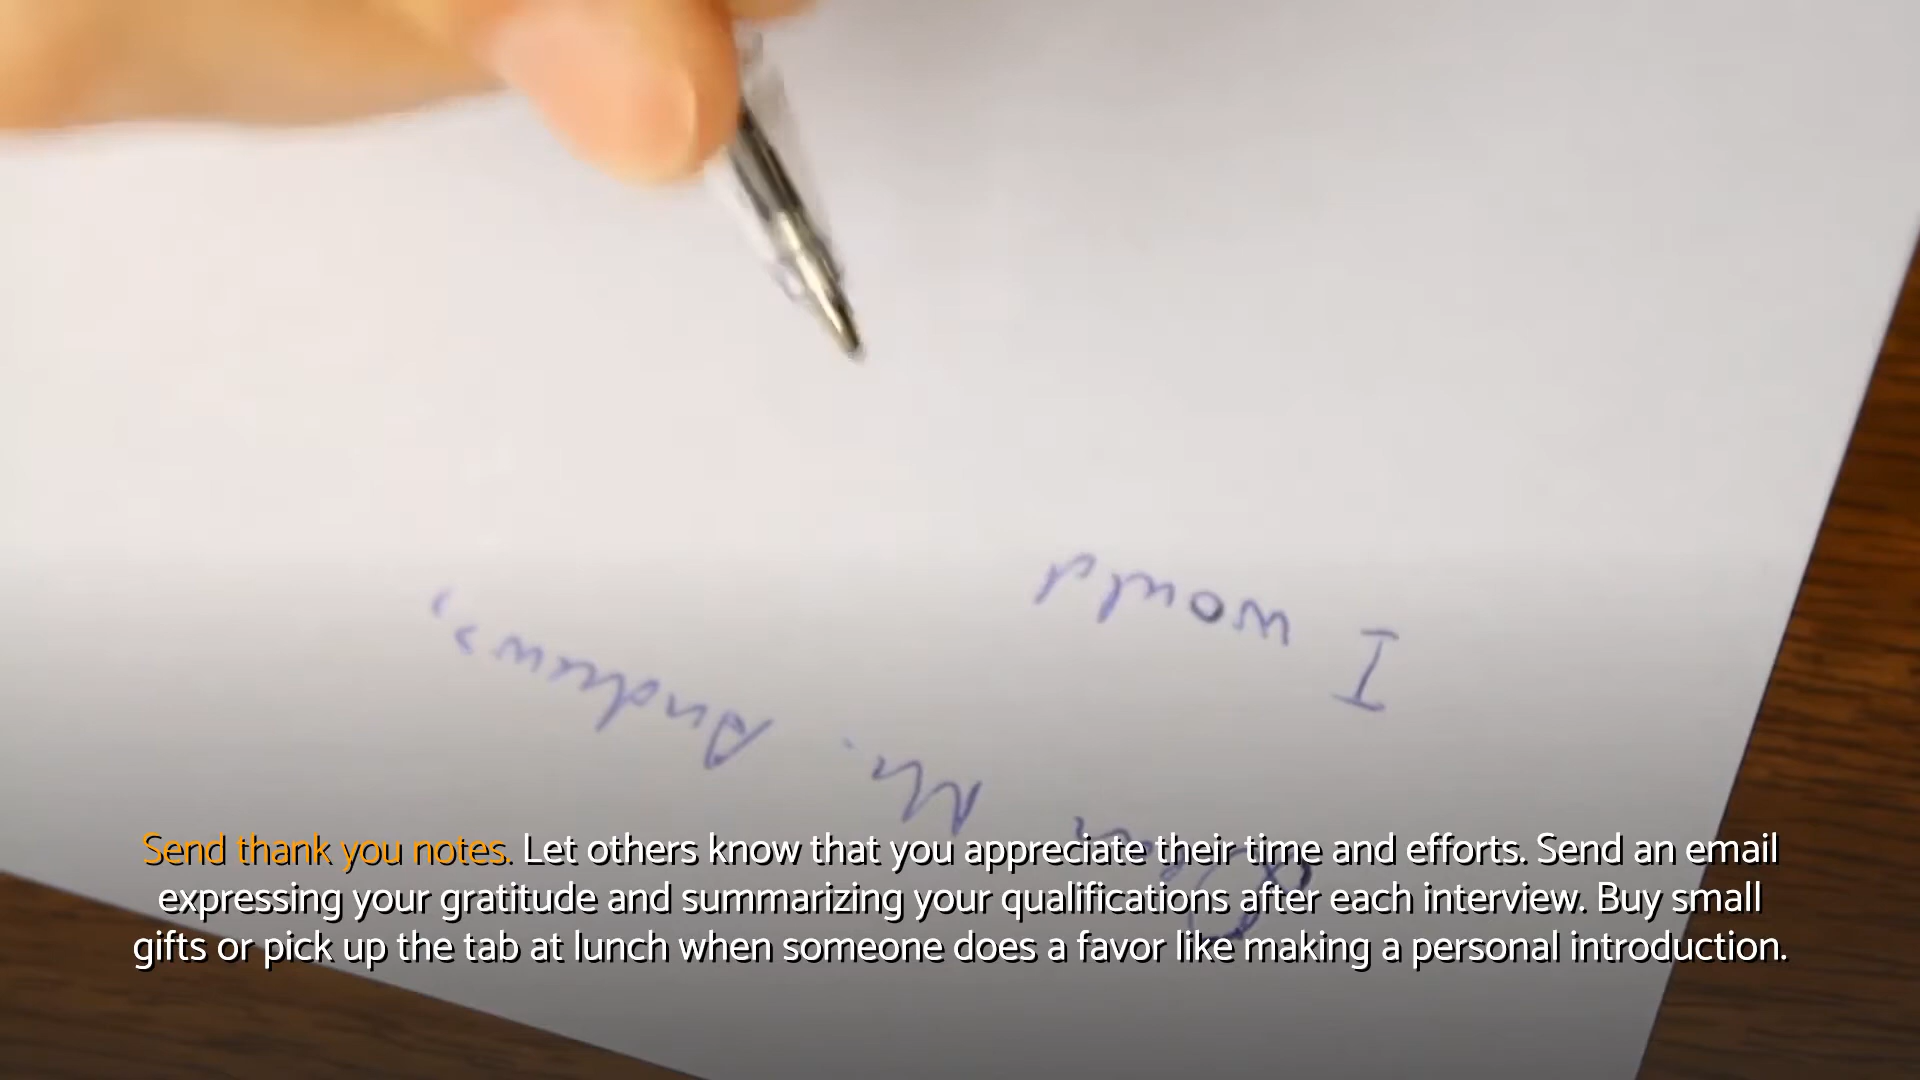 Dear Mr. Andrews,
I would
Send thank you notes. Let others know that you appreciate their time and efforts. Send an email
expressing your gratitude and summarizing your qualifications after each interview. Buy small
gifts or pick up the tab at lunch when someone does a favor like making a personal introduction.